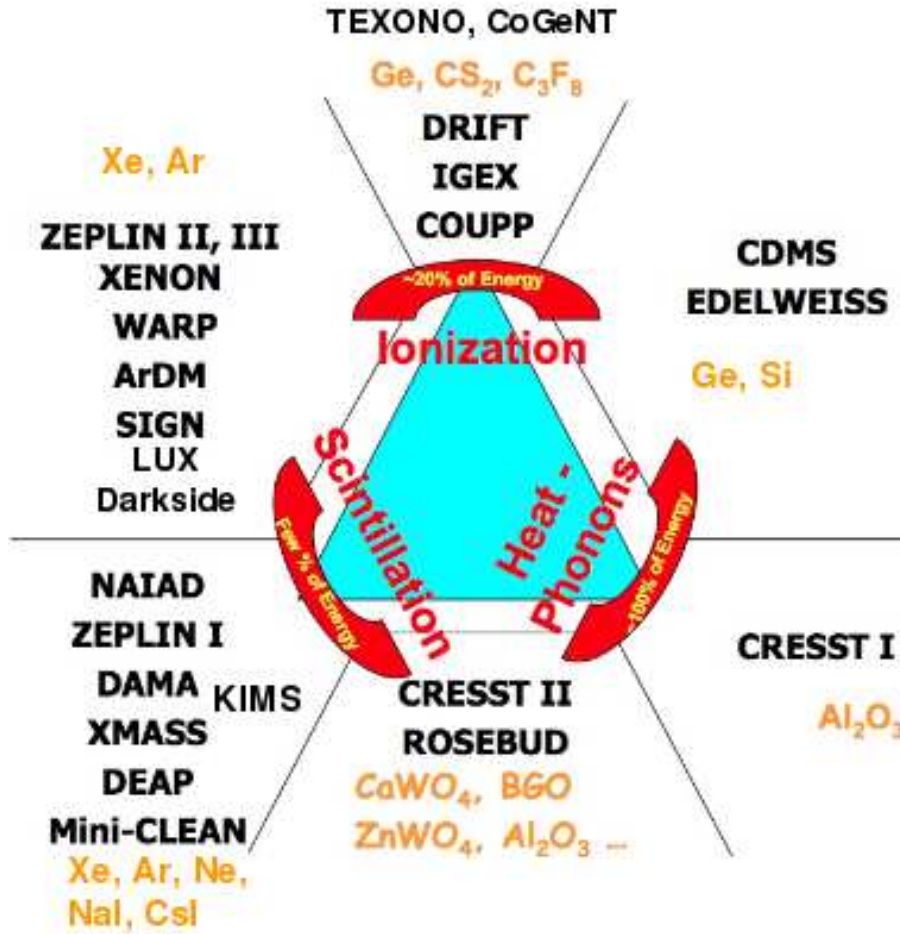 TEXONO, CoGeNT
Ge, CS₂, C₃F₈
DRIFT
IGEX
COUPP
~20% of Energy
Ionization
Xe, Ar
ZEPLIN II, III
XENON
WARP
ArDM
SIGN
LUX
Darkside
CDMS
EDELWEISS
Ge, Si
Scintillation
Few % of Energy
Heat -
Phonons
~100% of Energy
NAIAD
ZEPLIN I
DAMA KIMS
XMASS
DEAP
Mini-CLEAN
Xe, Ar, Ne,
NaI, CsI
CRESST II
ROSEBUD
CaWO₄, BGO
ZnWO₄, Al₂O₃ ...
CRESST I
Al₂O₃